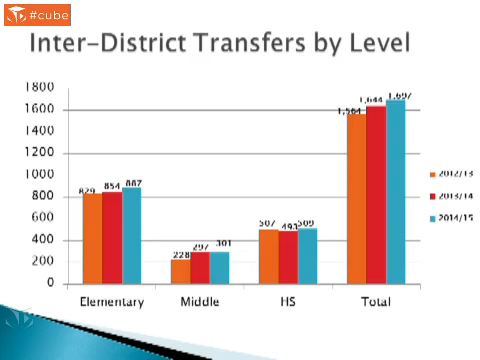 #cube
Inter-District Transfers by Level
1800
1600
1400
1200
1000
800
600
400
200
0
829 854 887
228 297 301
507 493 509
1,564 1,644 1,697
Elementary Middle HS Total
2012/13
2013/14
2014/15